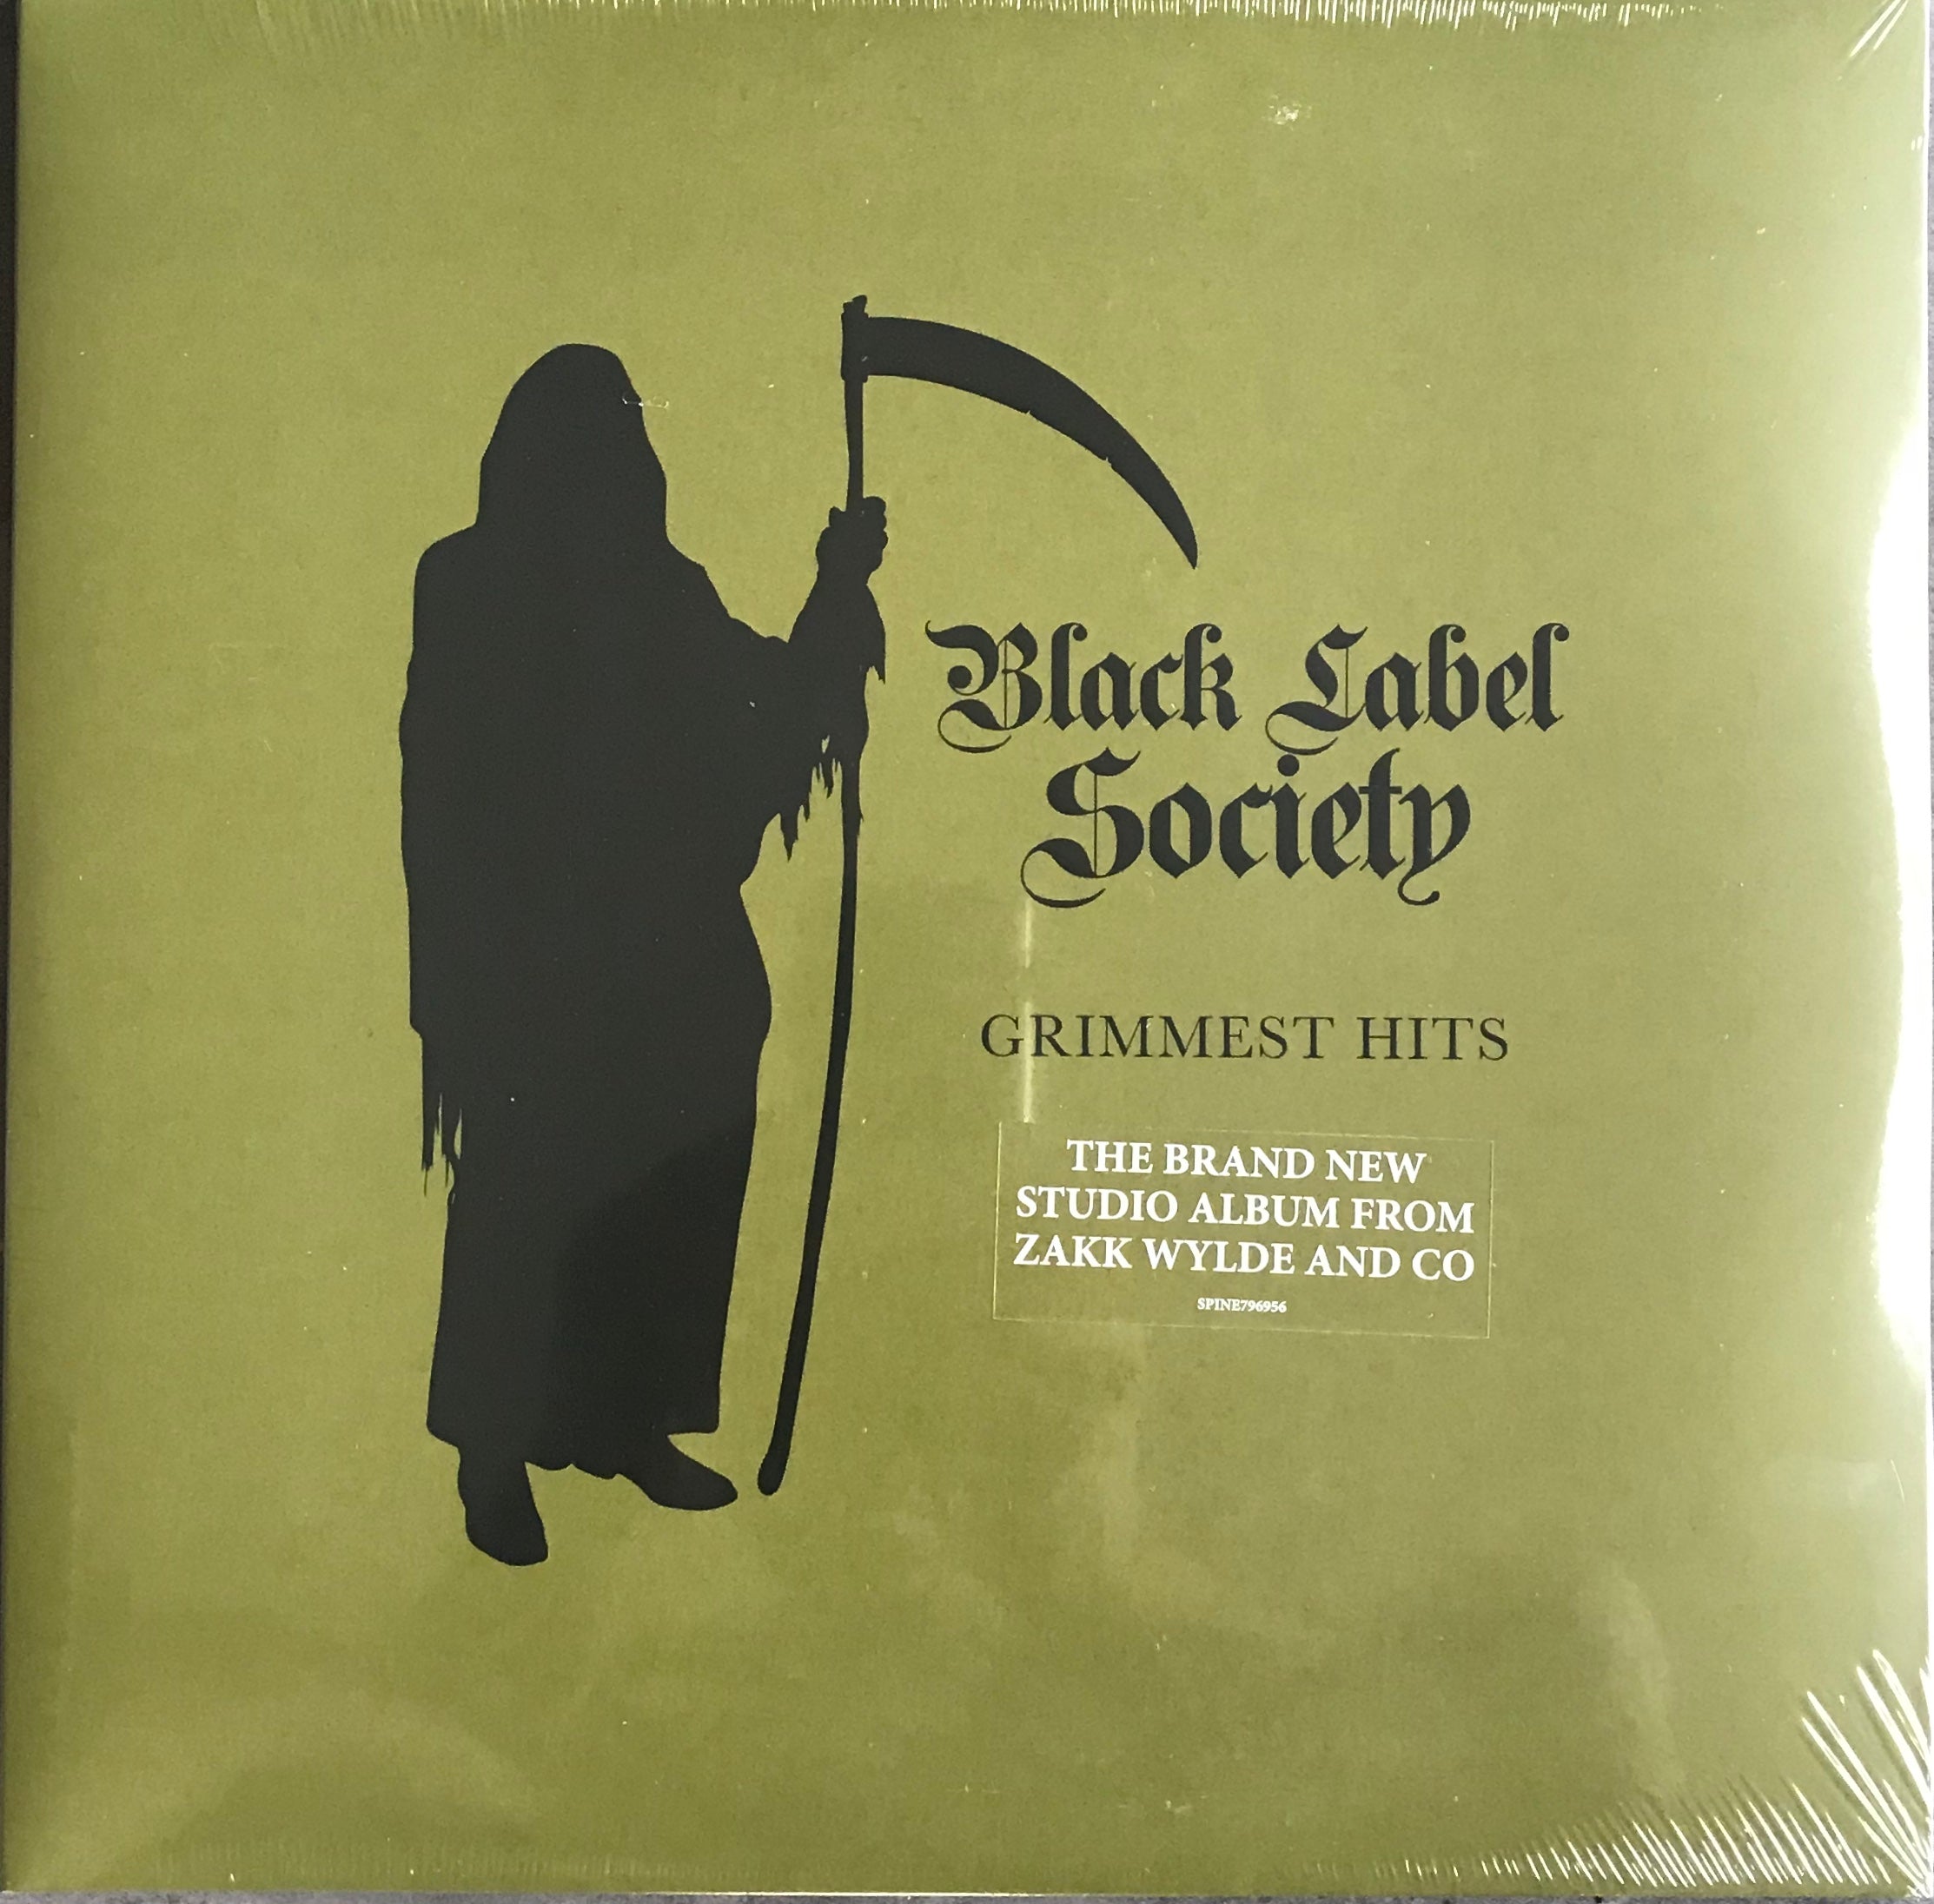 Black Label
Society
GRIMMEST HITS
THE BRAND NEW
STUDIO ALBUM FROM
ZAKK WYLDE AND CO
SPINE796956